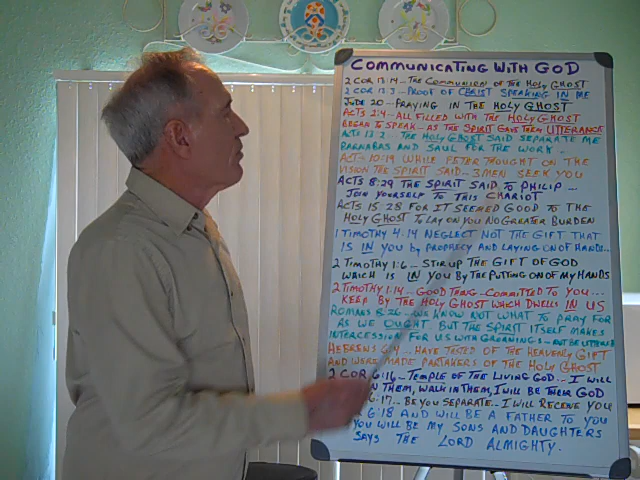 COMMUNICATING WITH GOD
2 COR 13:14 - THE COMMUNION OF THE HOLY GHOST
2 COR 13:3 - PROOF OF CHRIST SPEAKING IN ME
JUDE 20 - PRAYING IN THE HOLY GHOST
ACTS 2:4 - ALL FILLED WITH THE HOLY GHOST
BEGAN TO SPEAK - AS THE SPIRIT GAVE THEM UTTERANCE
ACTS 13:2 - THE HOLY GHOST SAID SEPARATE ME
BARNABAS AND SAUL FOR THE WORK...
ACTS 10:19 WHILE PETER THOUGHT ON THE
VISION THE SPIRIT SAID... 3 MEN SEEK YOU
ACTS 8:29 THE SPIRIT SAID TO PHILIP...
JOIN YOURSELF TO THIS CHARIOT
ACTS 15:28 FOR IT SEEMED GOOD TO THE
HOLY GHOST TO LAY ON YOU NO GREATER BURDEN
1 TIMOTHY 4:14 NEGLECT NOT THE GIFT THAT
IS IN YOU BY PROPHECY AND LAYING ON OF HANDS...
2 TIMOTHY 1:6 - STIR UP THE GIFT OF GOD
WHICH IS IN YOU BY THE PUTTING ON OF MY HANDS
2 TIMOTHY 1:14 - GOOD THING - COMMITTED TO YOU...
KEEP BY THE HOLY GHOST WHICH DWELLS IN US
ROMANS 8:26 - WE KNOW NOT WHAT TO PRAY FOR
AS WE OUGHT. BUT THE SPIRIT ITSELF MAKES
INTERCESSION FOR US WITH GROANINGS - NOT BE UTTERED
HEBRENS 6:4 ... HAVE TASTED OF THE HEAVENLY GIFT
AND WERE MADE PARTAKERS OF THE HOLY GHOST
2 COR 6:16 - TEMPLE OF THE LIVING GOD... I WILL
IN THEM, WALK IN THEM, I WILL BE THEIR GOD
6:17... BE YOU SEPARATE.. I WILL RECEIVE YOU
6:18 AND WILL BE A FATHER TO YOU
YOU WILL BE MY SONS AND DAUGHTERS
SAYS THE LORD ALMIGHTY.